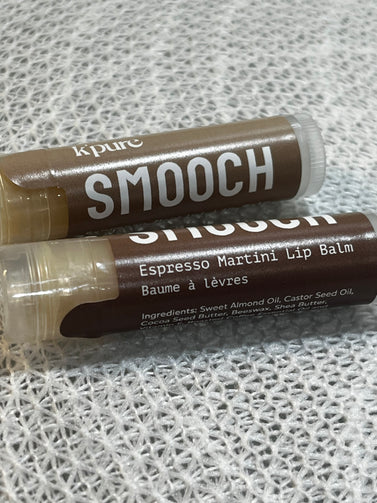 K'pure
SMOOCH
SMOOCH
Espresso Martini Lip Balm
Baume à lèvres
Ingredients: Sweet Almond Oil, Castor Seed Oil,
Cocoa Seed Butter, Beeswax, Shea Butter,